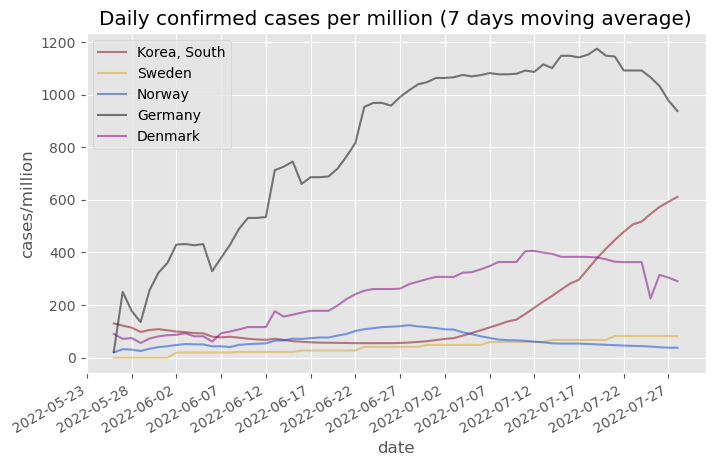 Daily confirmed cases per million (7 days moving average)
1200
1000
800
600
400
200
0
cases/million
Korea, South
Sweden
Norway
Germany
Denmark
2022-05-23
2022-05-28
2022-06-02
2022-06-07
2022-06-12
2022-06-17
2022-06-22
2022-06-27
2022-07-02
2022-07-07
2022-07-12
2022-07-17
2022-07-22
2022-07-27
date